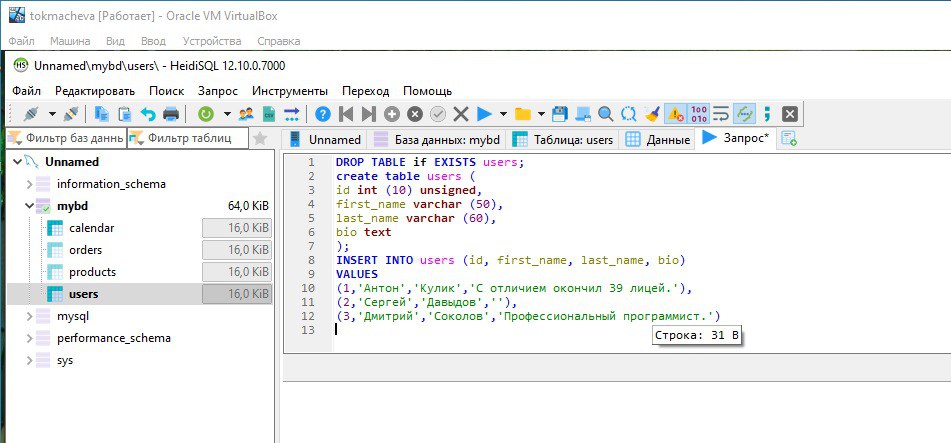 tokmacheva [Работает] - Oracle VM VirtualBox
Файл Машина Вид Ввод Устройства Справка
Unnamed\mybd\users\ - HeidiSQL 12.10.0.7000
Файл Редактировать Поиск Запрос Инструменты Переход Помощь
Фильтр баз данны Фильтр таблиц
Unnamed База данных: mybd Таблица: users Данные Запрос*
Unnamed
information_schema
mybd 64,0 KiB
calendar 16,0 KiB
orders 16,0 KiB
products 16,0 KiB
users 16,0 KiB
mysql
performance_schema
sys
1 DROP TABLE if EXISTS users;
2 create table users (
3 id int (10) unsigned,
4 first_name varchar (50),
5 last_name varchar (60),
6 bio text
7 );
8 INSERT INTO users (id, first_name, last_name, bio)
9 VALUES
10 (1,'Антон','Кулик','С отличием окончил 39 лицей.'),
11 (2,'Сергей','Давыдов',''),
12 (3,'Дмитрий','Соколов','Профессиональный программист.')
13
Строка: 31 B